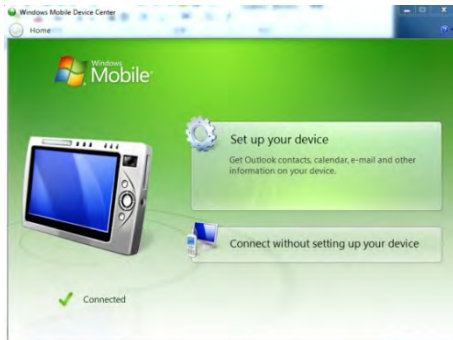 Windows Mobile Device Center
Home
Windows
Mobile
Set up your device
Get Outlook contacts, calendar, e-mail and other
information on your device.
Connect without setting up your device
Connected